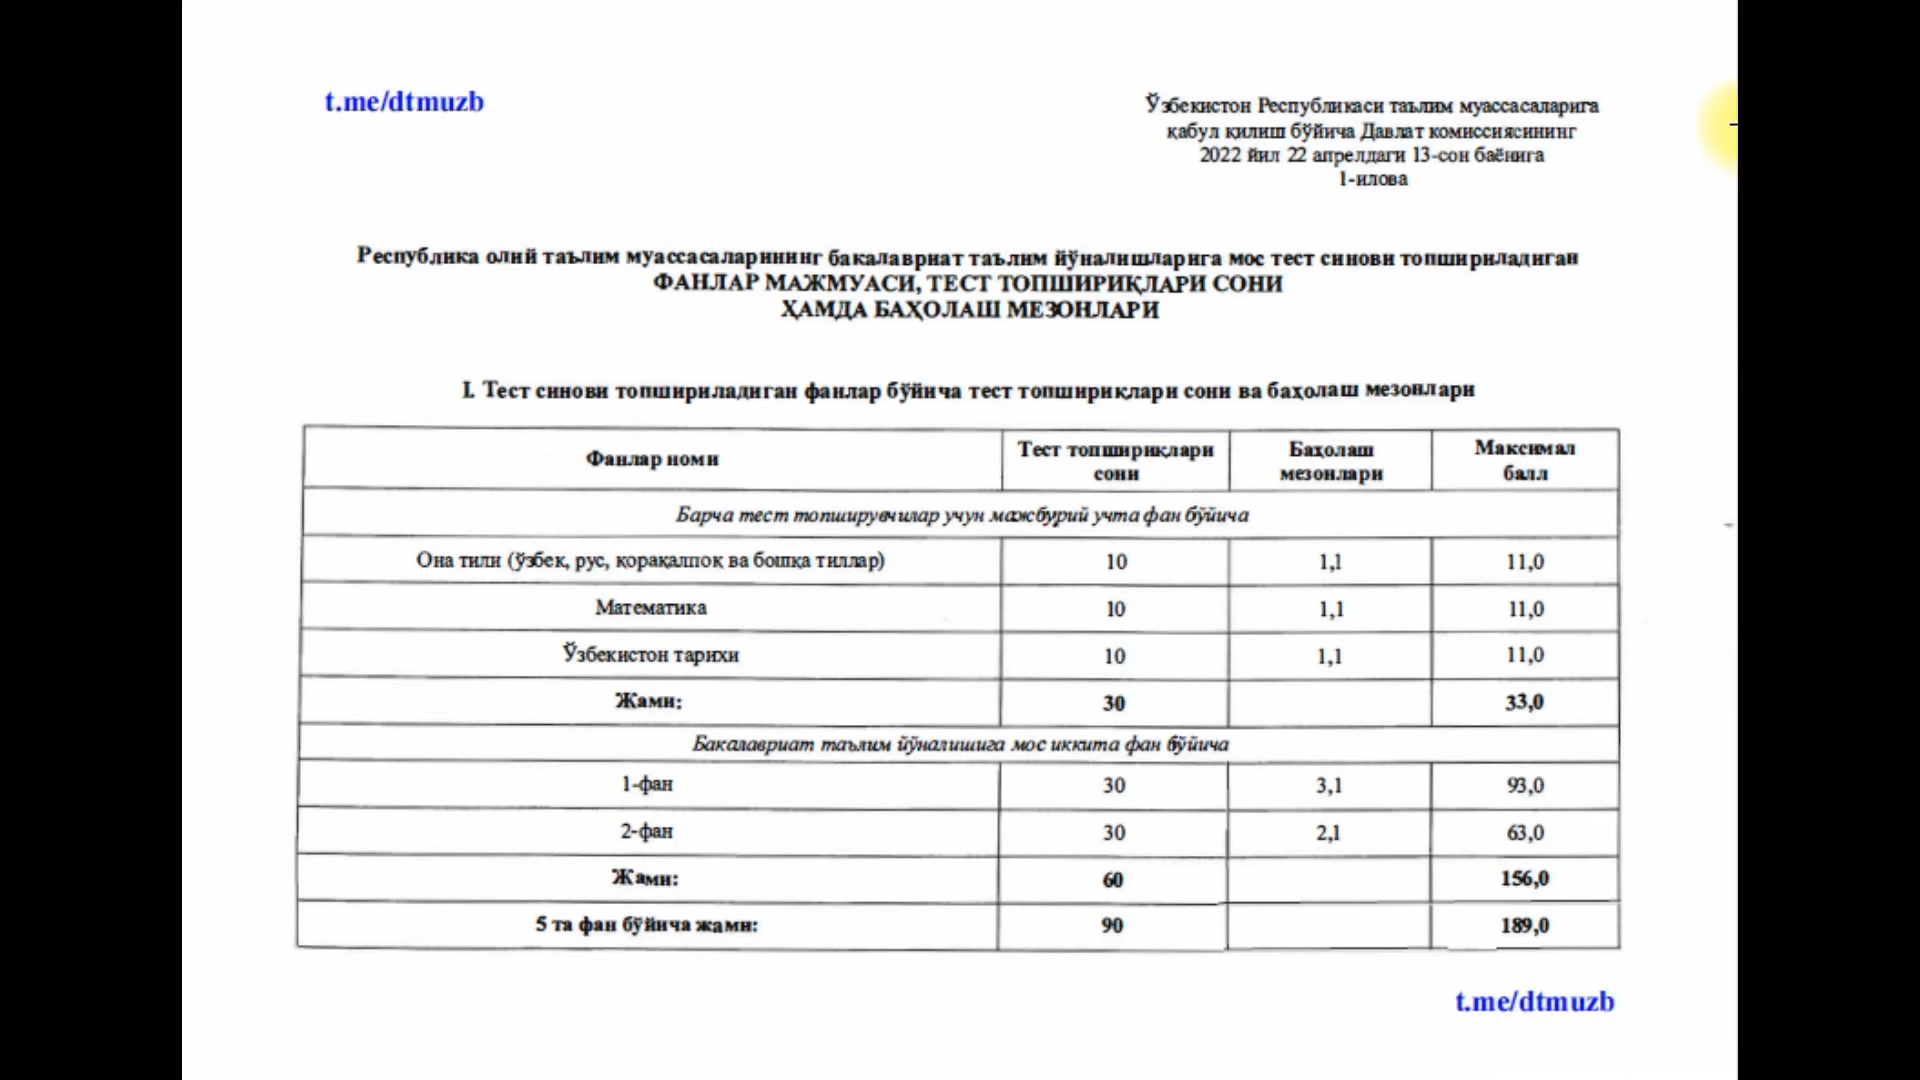 t.me/dtmuzb
Ўзбекистон Республикаси таълим муассасаларига
қабул қилиш бўйича Давлат комиссиясининг
2022 йил 22 апрелдаги 13-сон баёнига
1-илова
Республика олий таълим муассасаларининг бакалавриат таълим йўналишларига мос тест синови топшириладиган
ФАНЛАР МАЖМУАСИ, ТЕСТ ТОПШИРИҚЛАРИ СОНИ
ҲАМДА БАҲОЛАШ МЕЗОНЛАРИ
I. Тест синови топшириладиган фанлар бўйича тест топшириқлари сони ва баҳолаш мезонлари
Фанлар номи Тест топшириқлари сони Баҳолаш мезонлари Максимал балл
Барча тест топширувчилар учун мажбурий учта фан бўйича
Она тили (ўзбек, рус, қорақалпоқ ва бошқа тиллар) 10 1,1 11,0
Математика 10 1,1 11,0
Ўзбекистон тарихи 10 1,1 11,0
Жами: 30 33,0
Бакалавриат таълим йўналишига мос иккита фан бўйича
1-фан 30 3,1 93,0
2-фан 30 2,1 63,0
Жами: 60 156,0
5 та фан бўйича жами: 90 189,0
t.me/dtmuzb